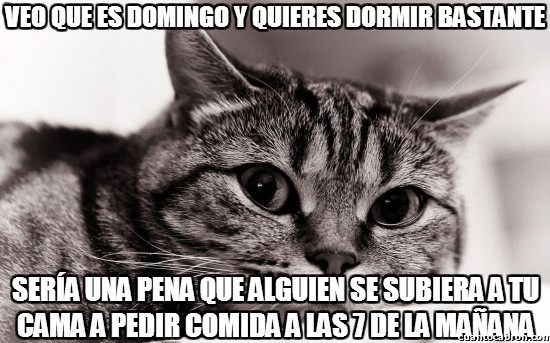 VEO QUE ES DOMINGO Y QUIERES DORMIR BASTANTE
SERÍA UNA PENA QUE ALGUIEN SE SUBIERA A TU
CAMA A PEDIR COMIDA A LAS 7 DE LA MAÑANA
Cuantocabron.com